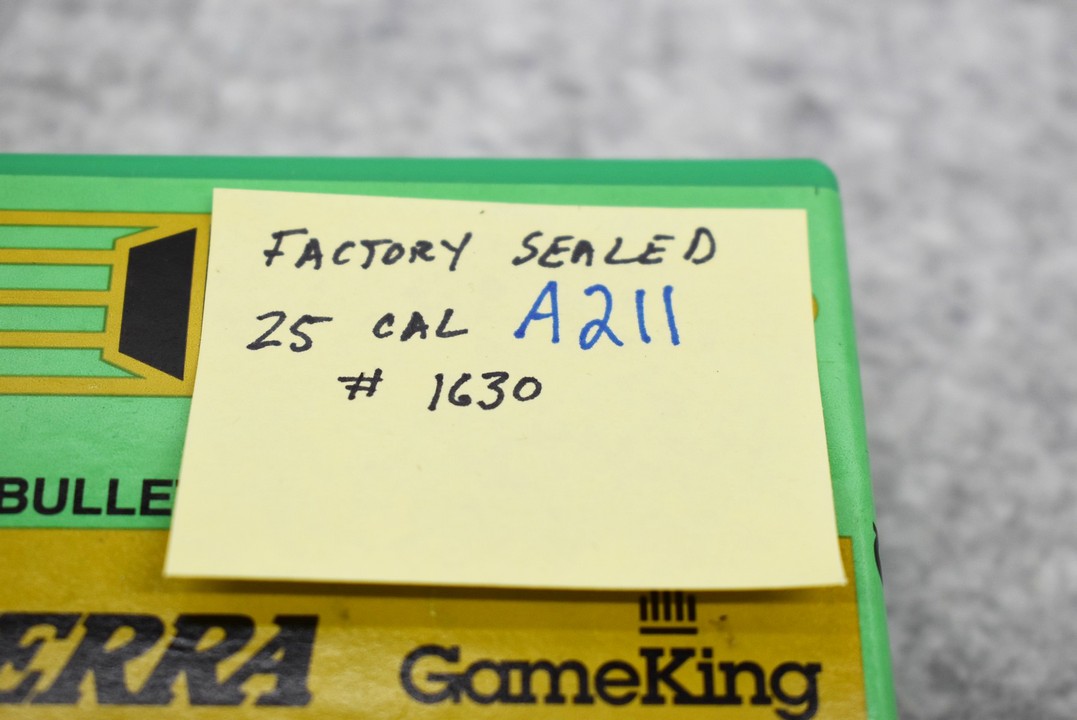 FACTORY SEALED
25 CAL A211
# 1630
BULLE
ERRA
GameKing